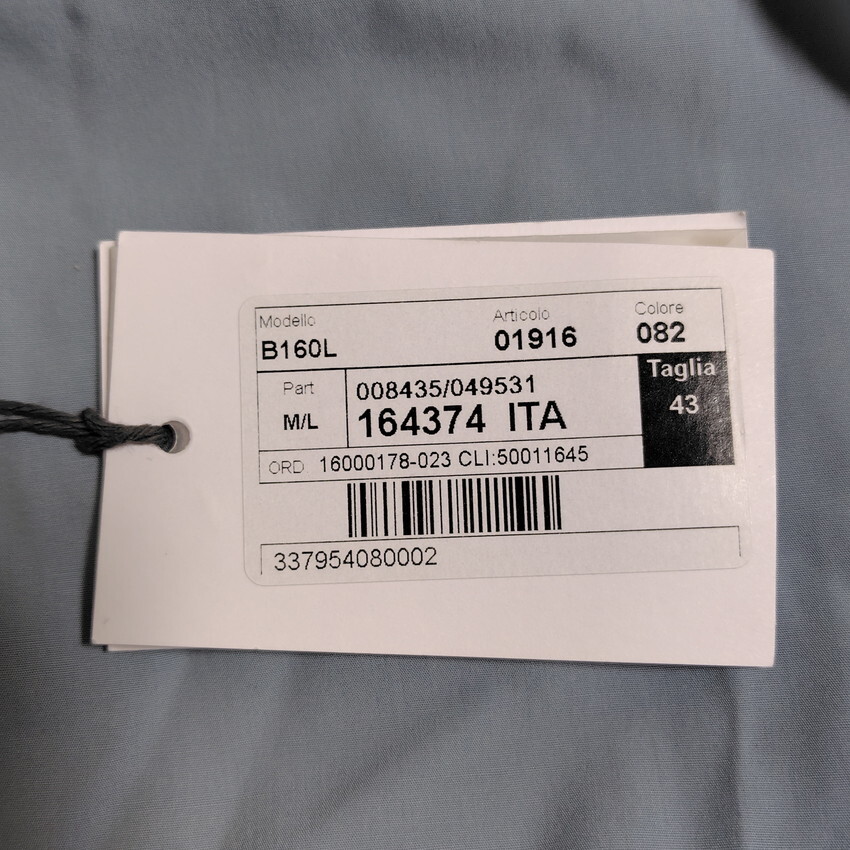 Modello Articolo Colore
B160L 01916 082
Part 008435/049531 Taglia
M/L 164374 ITA 43
ORD 16000178-023 CLI:50011645
337954080002